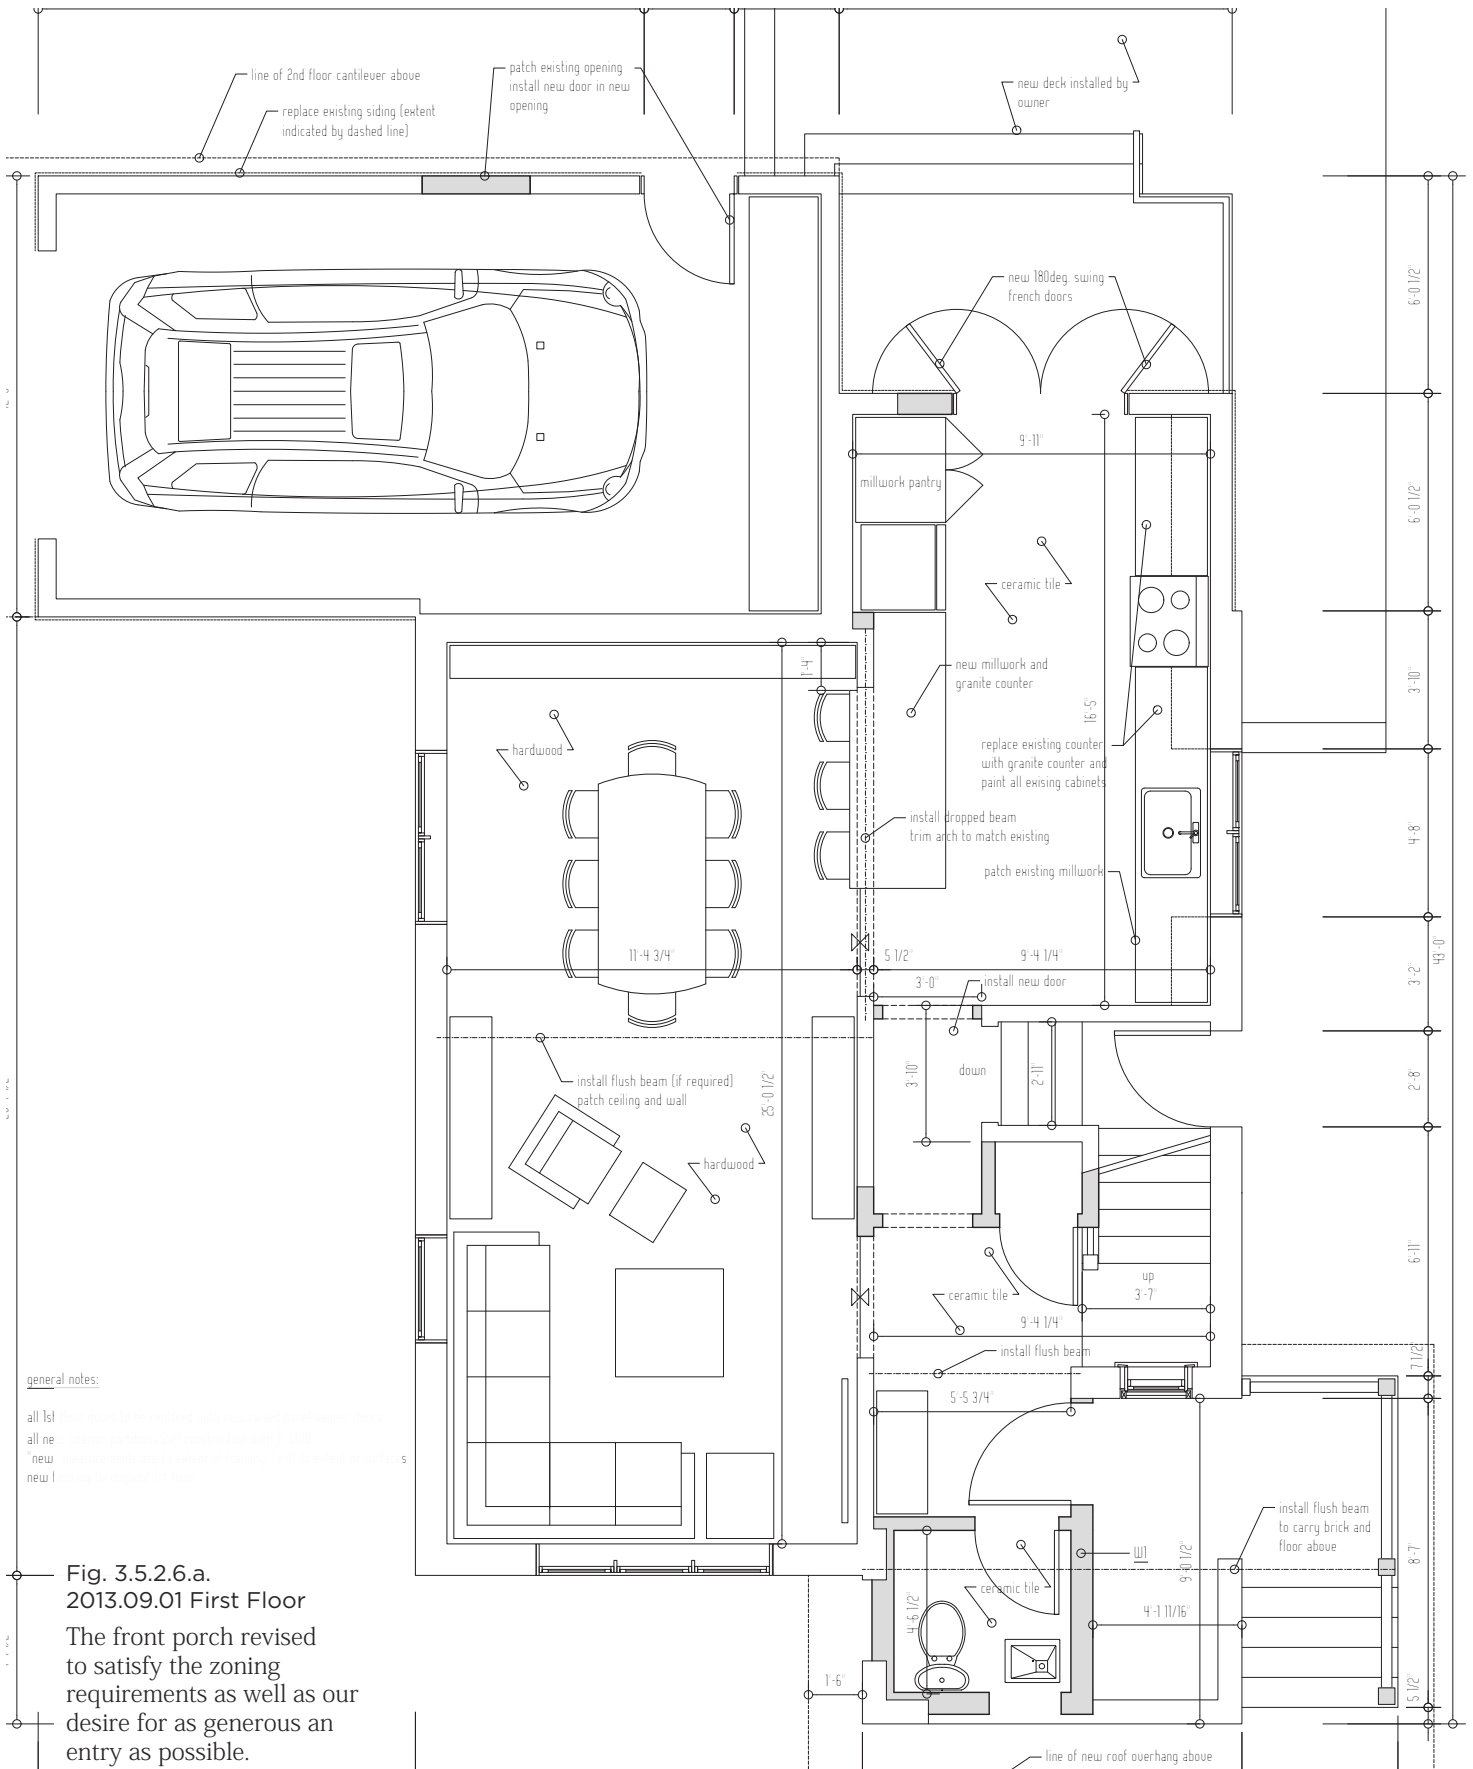 line of 2nd floor cantilever above
replace existing siding (extent
indicated by dashed line)
patch existing opening
install new door in new
opening
new deck installed by
owner
new 180deg. swing
french doors
6'-0 1/2"
9'-11"
millwork pantry
6'-0 1/2"
ceramic tile
1'-4"
new millwork and
granite counter
3'-10"
16'-5"
hardwood
replace existing counter
with granite counter and
paint all exising cabinets
install dropped beam
trim arch to match existing
4'-8"
patch existing millwork
11'-4 3/4"
5 1/2"
9'-4 1/4"
3'-2"
43'-0"
3'-0"
install new door
3'-10"
down
2'-11"
2'-8"
install flush beam (if required)
patch ceiling and wall
25'-0 1/2"
hardwood
6'-11"
up
3'-7"
ceramic tile
9'-4 1/4"
install flush beam
7 1/2"
5'-5 3/4"
general notes:
all 1st
all ne
"new
s
new
install flush beam
to carry brick and
floor above
W1
9'-0 1/2"
8'-7"
ceramic tile
4'-6 1/2"
4'-1 11/16"
1'-6"
5 1/2"
line of new roof overhang above
Fig. 3.5.2.6.a.
2013.09.01 First Floor
The front porch revised
to satisfy the zoning
requirements as well as our
desire for as generous an
entry as possible.